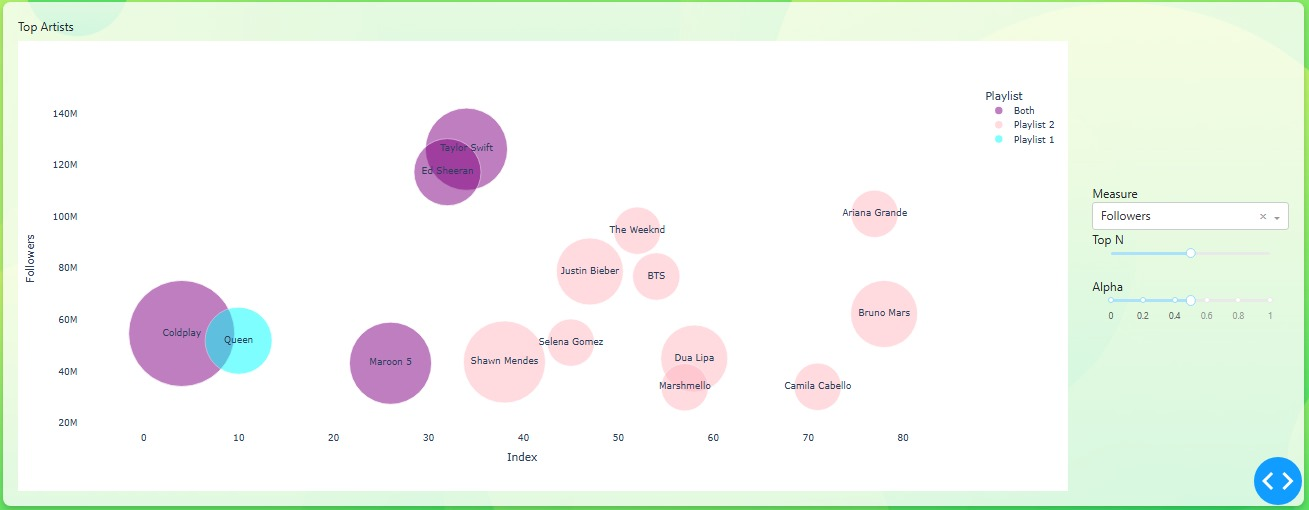 Top Artists
Playlist
Both
Playlist 2
Playlist 1
140M
120M
100M
80M
60M
40M
20M
Followers
Taylor Swift
Ed Sheeran
Ariana Grande
The Weeknd
Justin Bieber
BTS
Bruno Mars
Coldplay
Queen
Selena Gomez
Maroon 5
Shawn Mendes
Dua Lipa
Marshmello
Camila Cabello
0 10 20 30 40 50 60 70 80
Index
Measure
Followers
Top N
Alpha
0 0.2 0.4 0.6 0.8 1